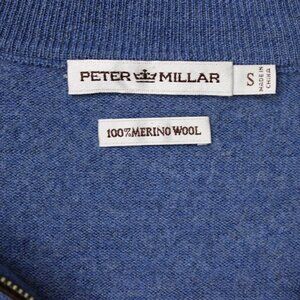 PETER MILLAR
S
MADE IN
CHINA
100% MERINO WOOL